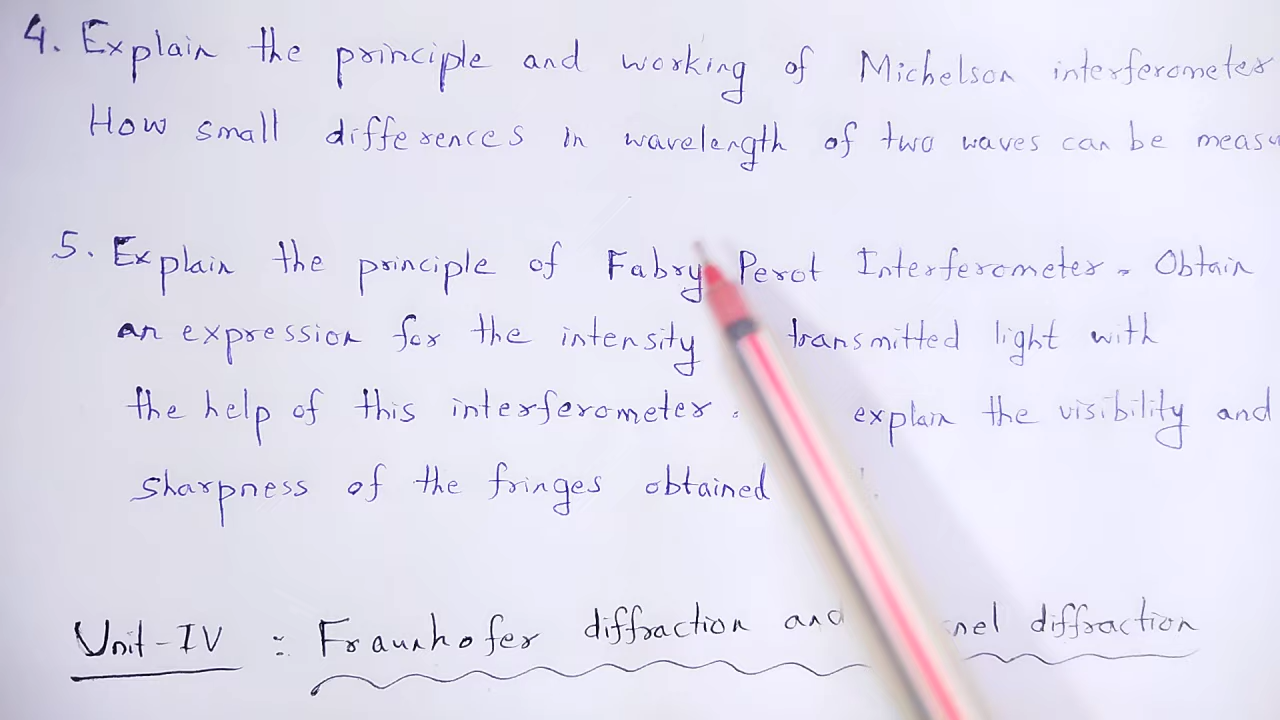 4. Explain the principle and working of Michelson interferometer
How small differences in wavelength of two waves can be
5. Explain the principle of Fabry Perot Interferometer. Obtain
an expression for the intensity transmitted light with
the help of this interferometer. explain the visibility and
sharpness of the fringes obtained
Unit-IV : Fraunhofer diffraction and diffraction